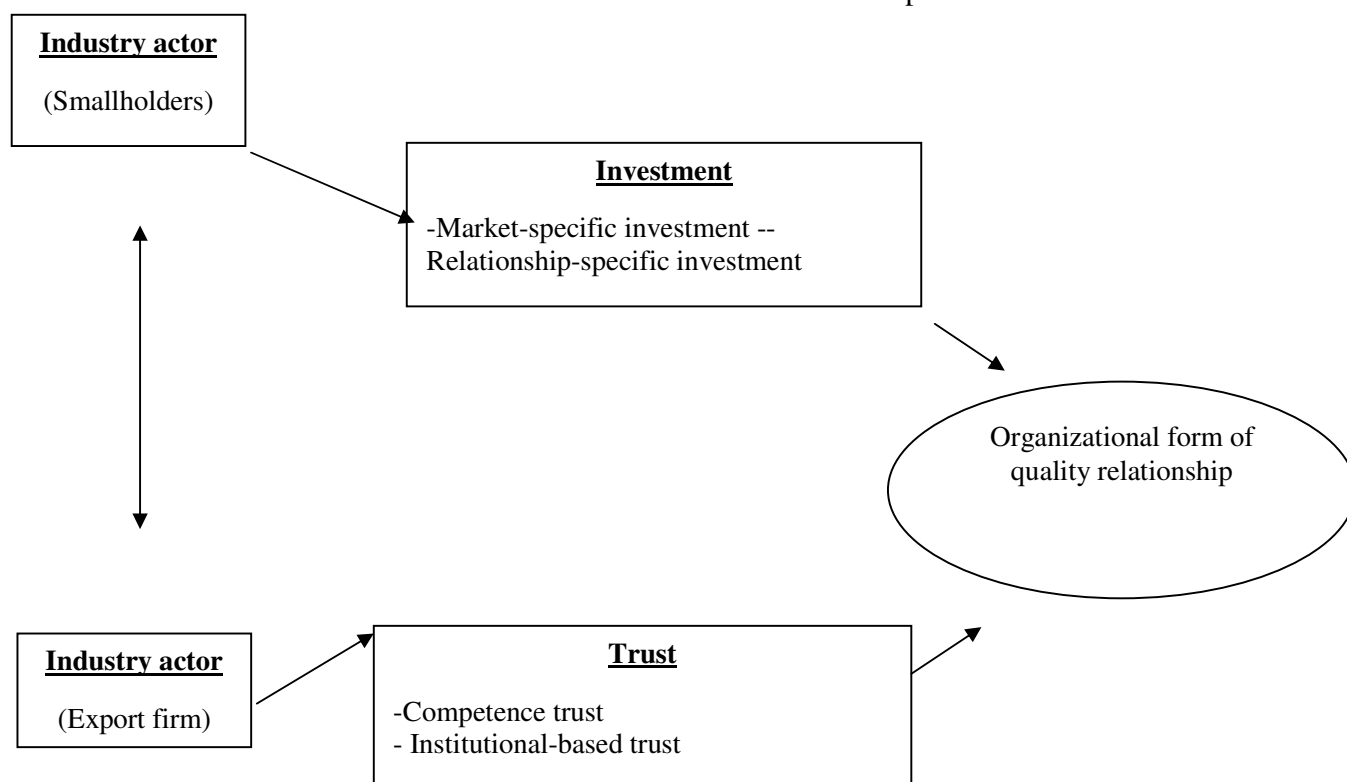 Industry actor
(Smallholders)
Investment
-Market-specific investment --
Relationship-specific investment
Organizational form of
quality relationship
Industry actor
(Export firm)
Trust
-Competence trust
- Institutional-based trust